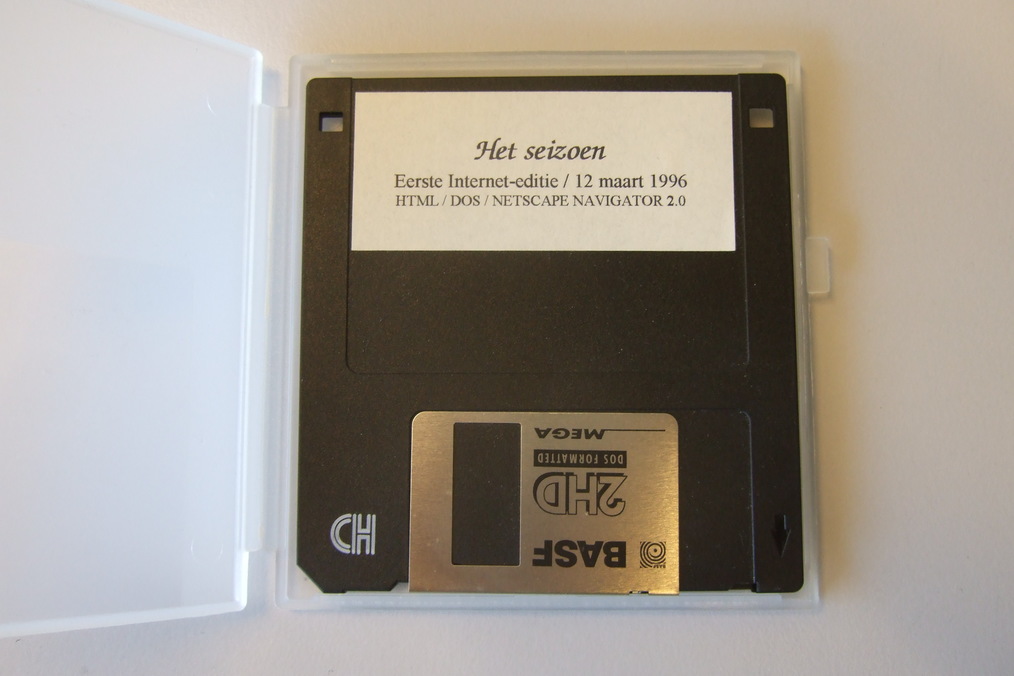 Het seizoen
Eerste Internet-editie / 12 maart 1996
HTML / DOS / NETSCAPE NAVIGATOR 2.0
MEGA
DOS FORMATTED
2HD
BASF
HD